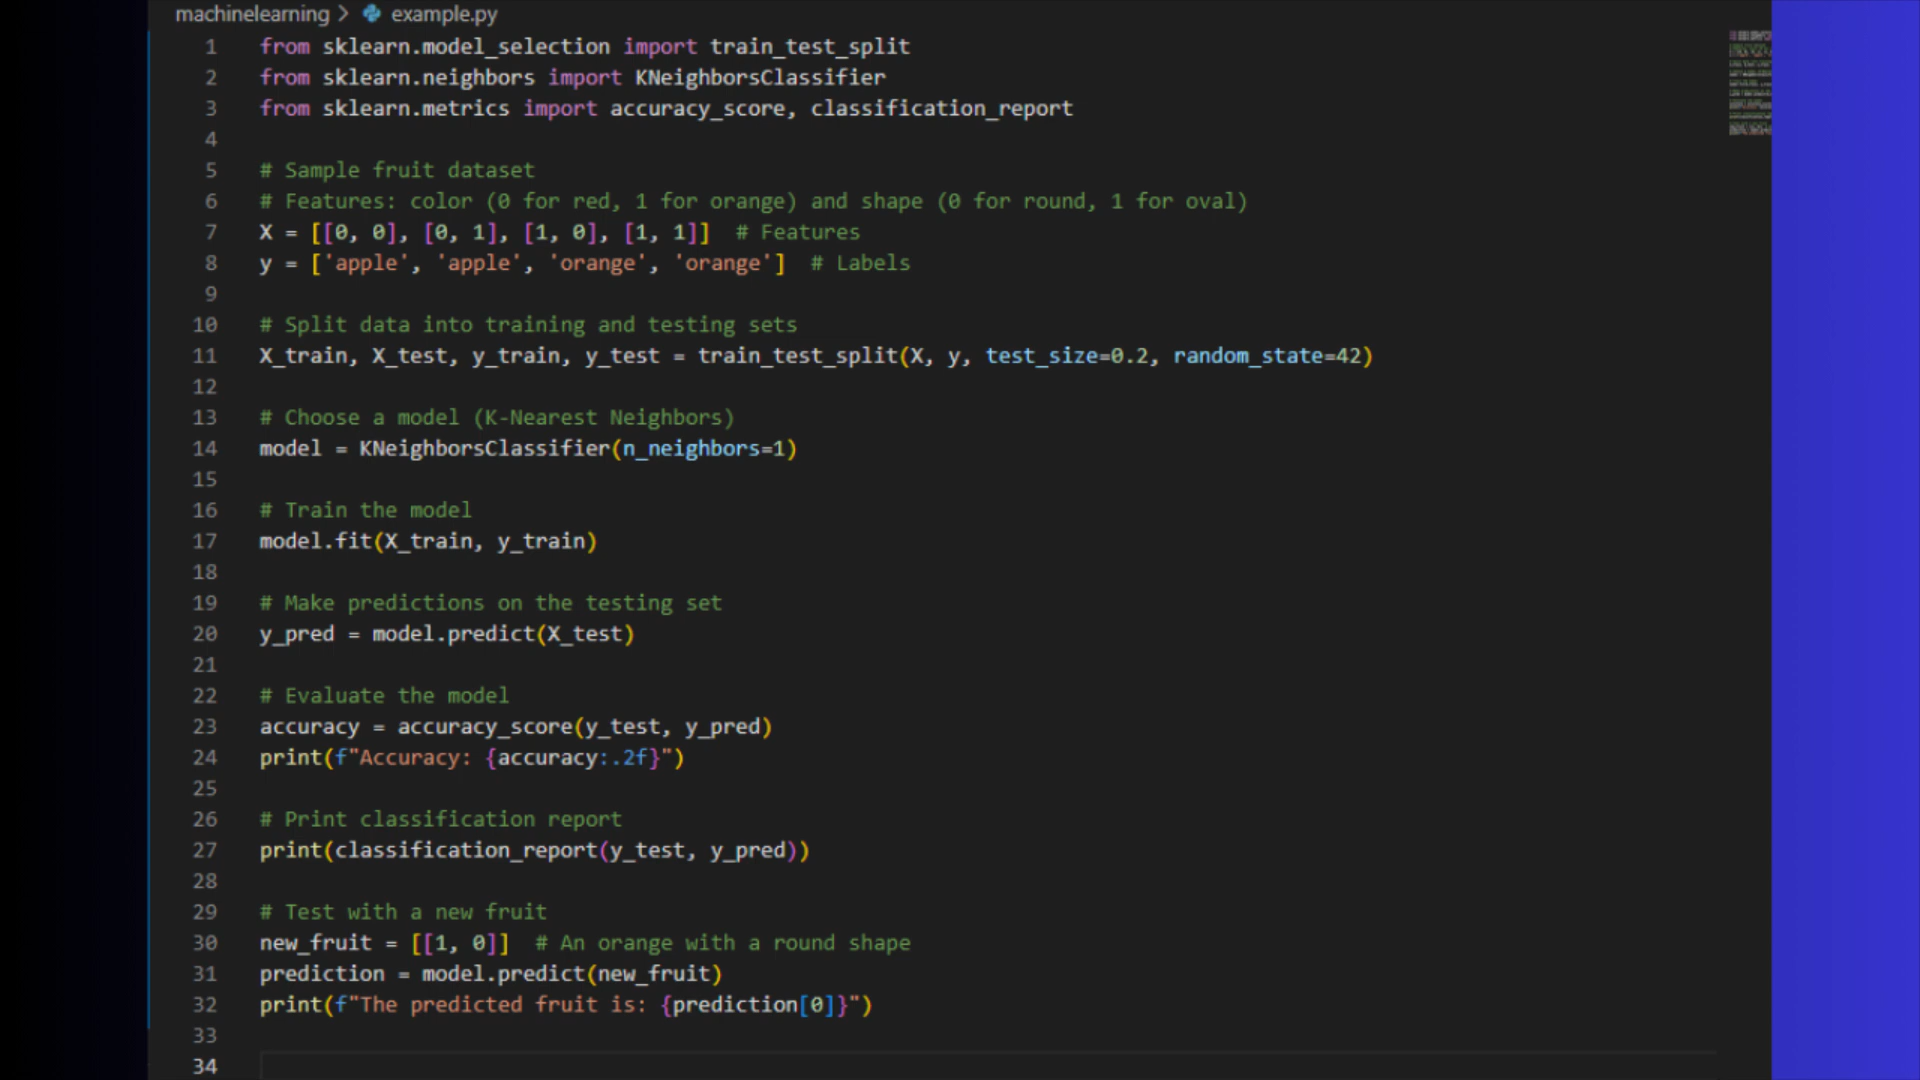 machinelearning > example.py
1 from sklearn.model_selection import train_test_split
2 from sklearn.neighbors import KNeighborsClassifier
3 from sklearn.metrics import accuracy_score, classification_report
4
5 # Sample fruit dataset
6 # Features: color (0 for red, 1 for orange) and shape (0 for round, 1 for oval)
7 X = [[0, 0], [0, 1], [1, 0], [1, 1]]  # Features
8 y = ['apple', 'apple', 'orange', 'orange']  # Labels
9
10 # Split data into training and testing sets
11 X_train, X_test, y_train, y_test = train_test_split(X, y, test_size=0.2, random_state=42)
12
13 # Choose a model (K-Nearest Neighbors)
14 model = KNeighborsClassifier(n_neighbors=1)
15
16 # Train the model
17 model.fit(X_train, y_train)
18
19 # Make predictions on the testing set
20 y_pred = model.predict(X_test)
21
22 # Evaluate the model
23 accuracy = accuracy_score(y_test, y_pred)
24 print(f"Accuracy: {accuracy:.2f}")
25
26 # Print classification report
27 print(classification_report(y_test, y_pred))
28
29 # Test with a new fruit
30 new_fruit = [[1, 0]]  # An orange with a round shape
31 prediction = model.predict(new_fruit)
32 print(f"The predicted fruit is: {prediction[0]}")
33
34